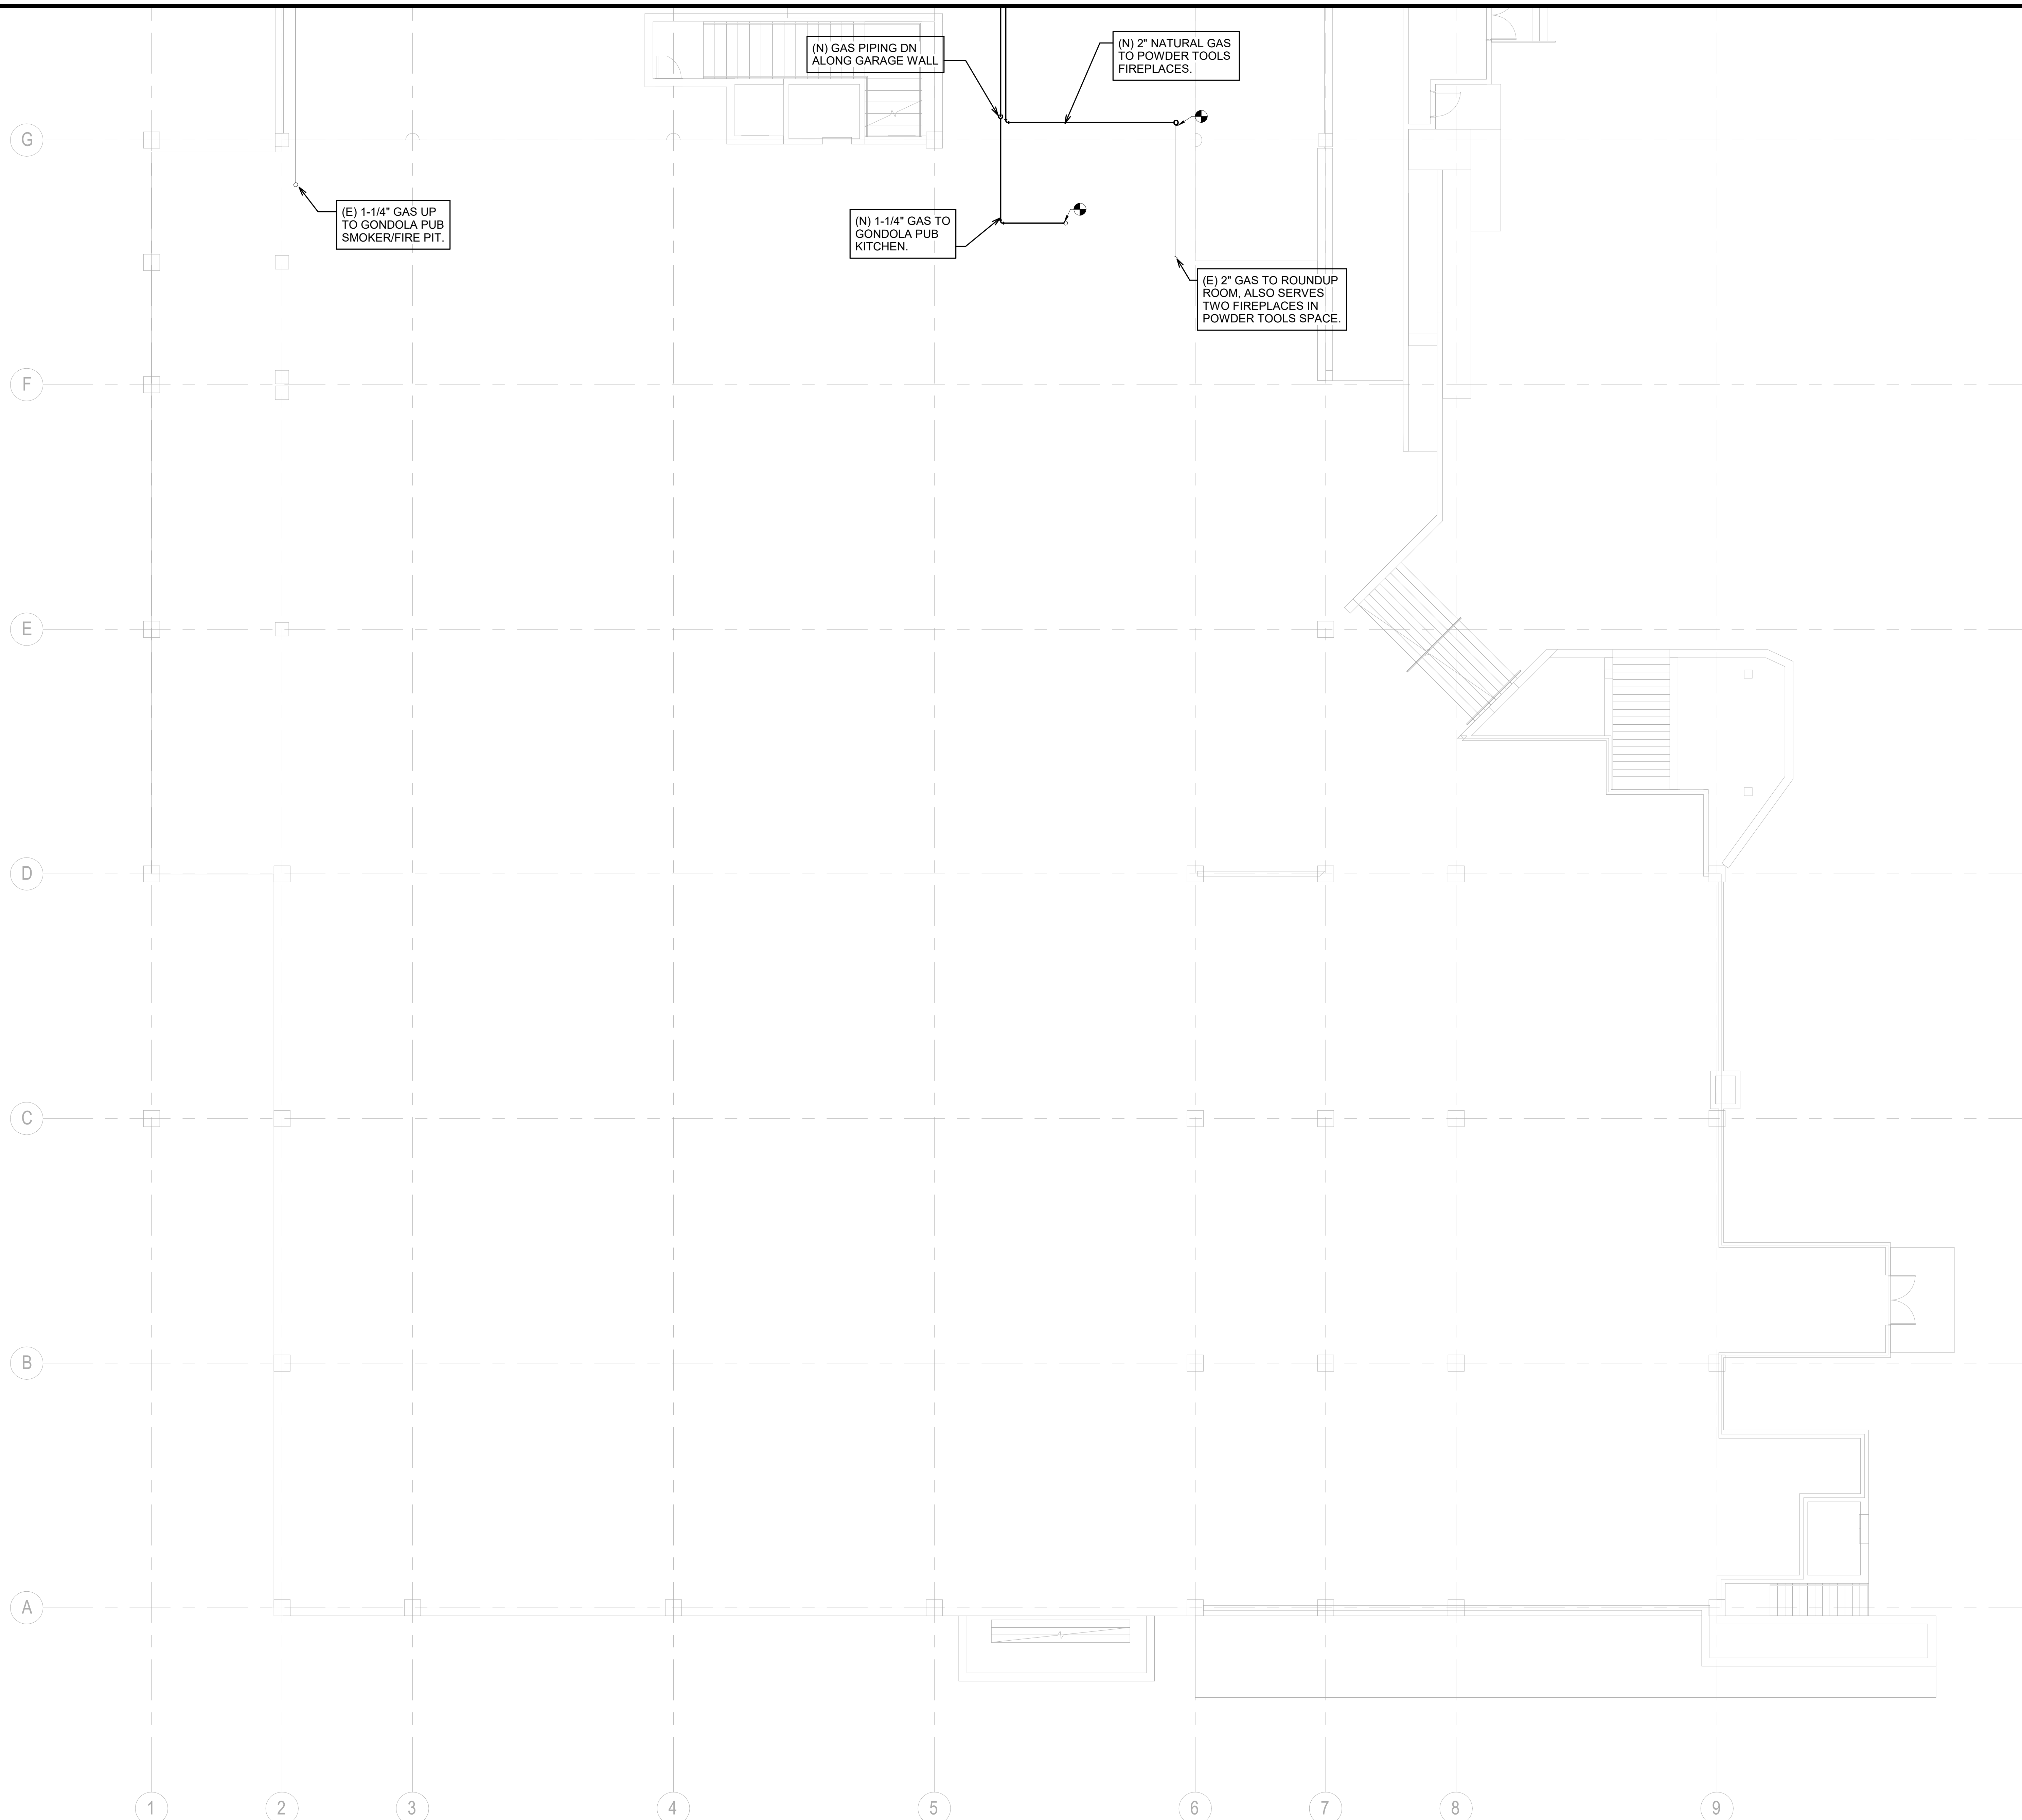 (N) GAS PIPING DN
ALONG GARAGE WALL
(N) 2" NATURAL GAS
TO POWDER TOOLS
FIREPLACES.
G
(E) 1-1/4" GAS UP
TO GONDOLA PUB
SMOKER/FIRE PIT.
(N) 1-1/4" GAS TO
GONDOLA PUB
KITCHEN.
(E) 2" GAS TO ROUNDUP
ROOM, ALSO SERVES
TWO FIREPLACES IN
POWDER TOOLS SPACE.
F
E
D
C
B
A
1 2 3 4 5 6 7 8 9